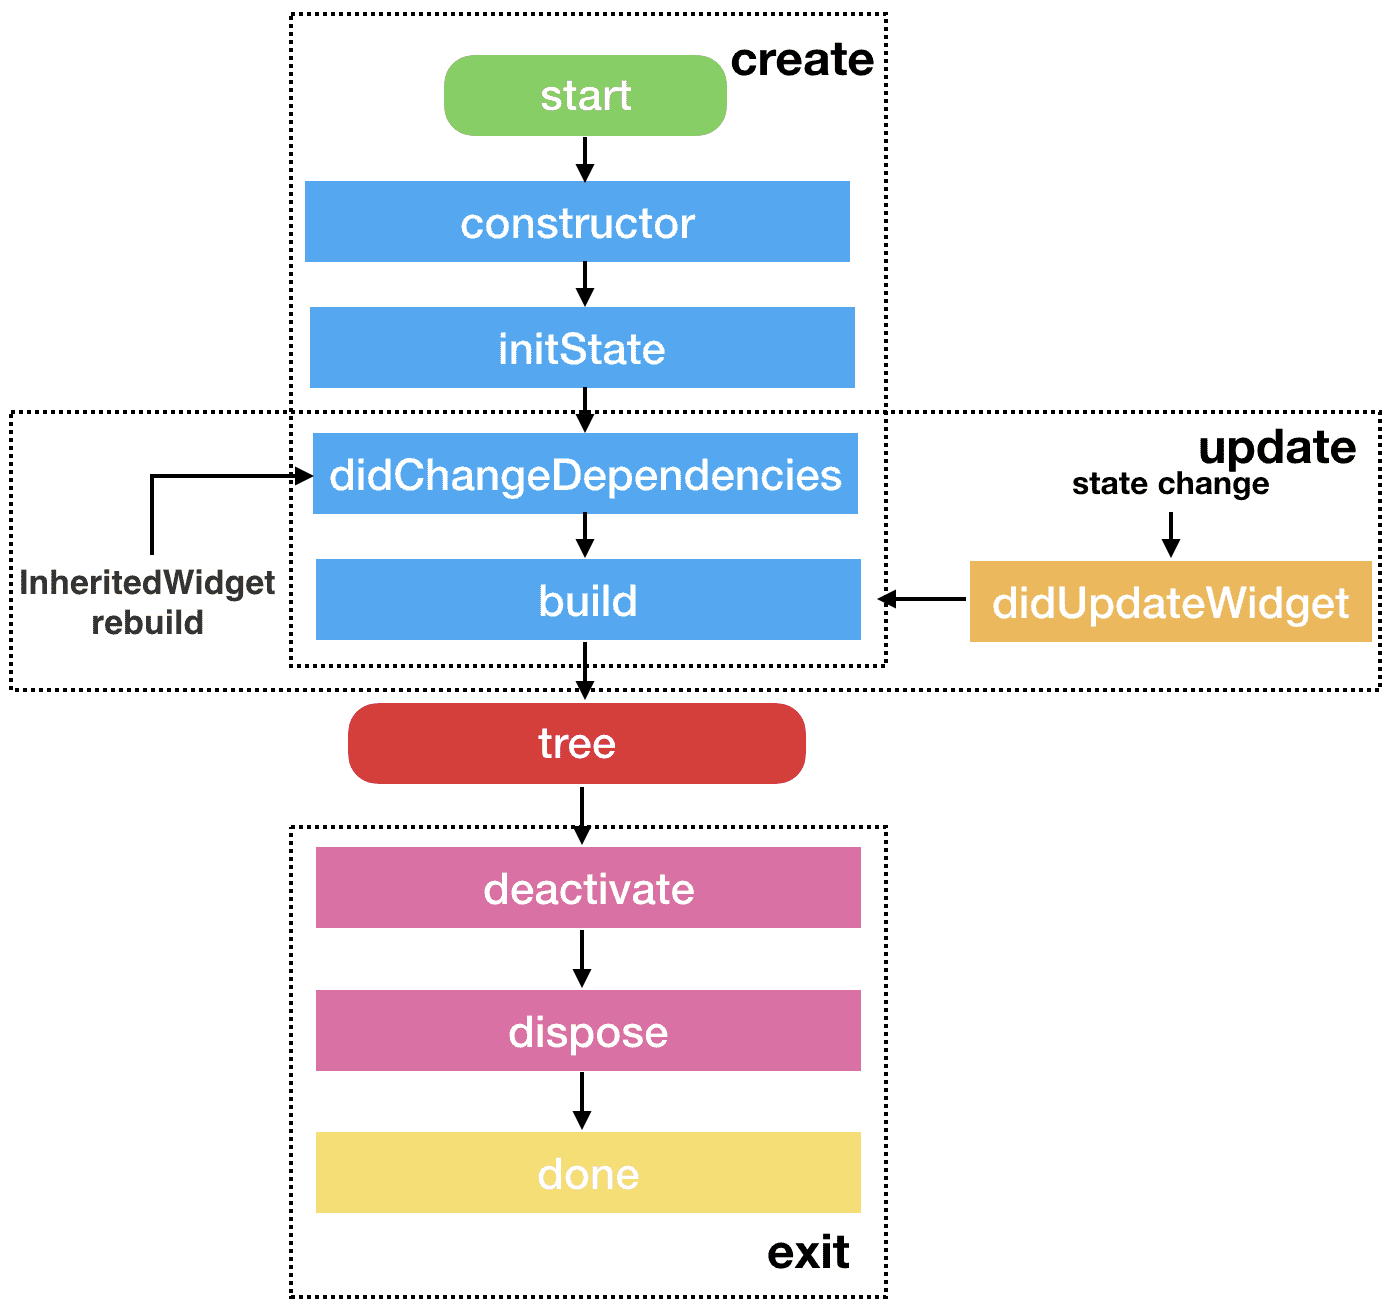 create
start
constructor
initState
didChangeDependencies
update
state change
InheritedWidget
rebuild
build
didUpdateWidget
tree
deactivate
dispose
done
exit